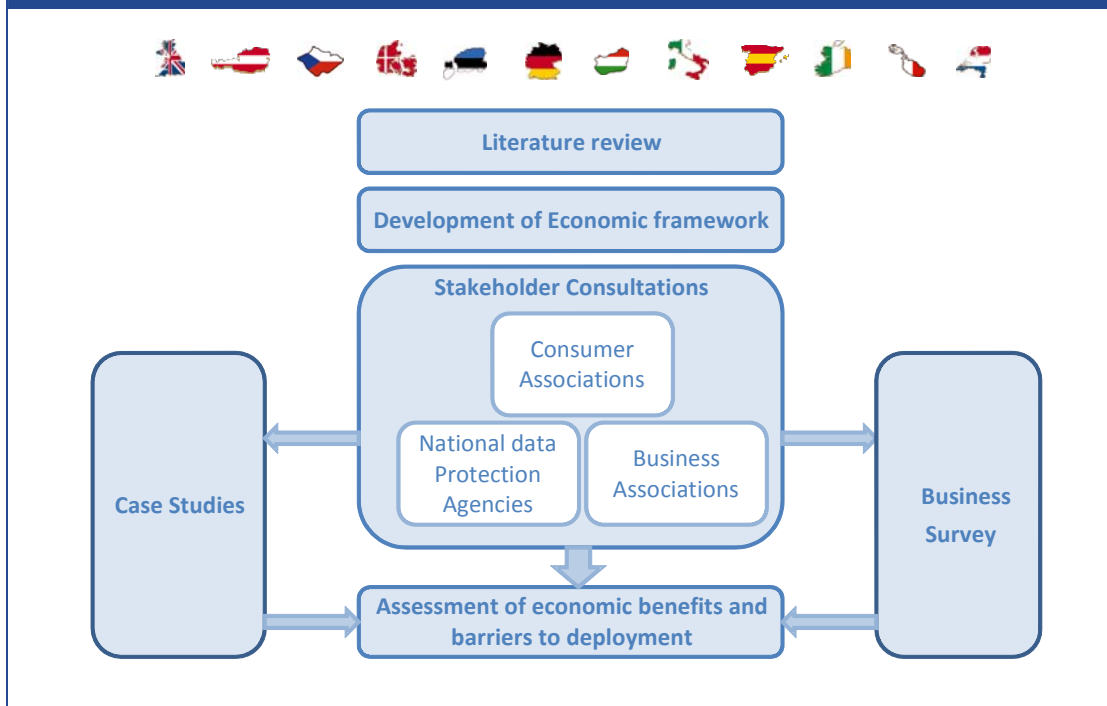 Literature review
Development of Economic framework
Stakeholder Consultations
Consumer
Associations
National data
Protection
Agencies
Business
Associations
Case Studies
Business
Survey
Assessment of economic benefits and
barriers to deployment